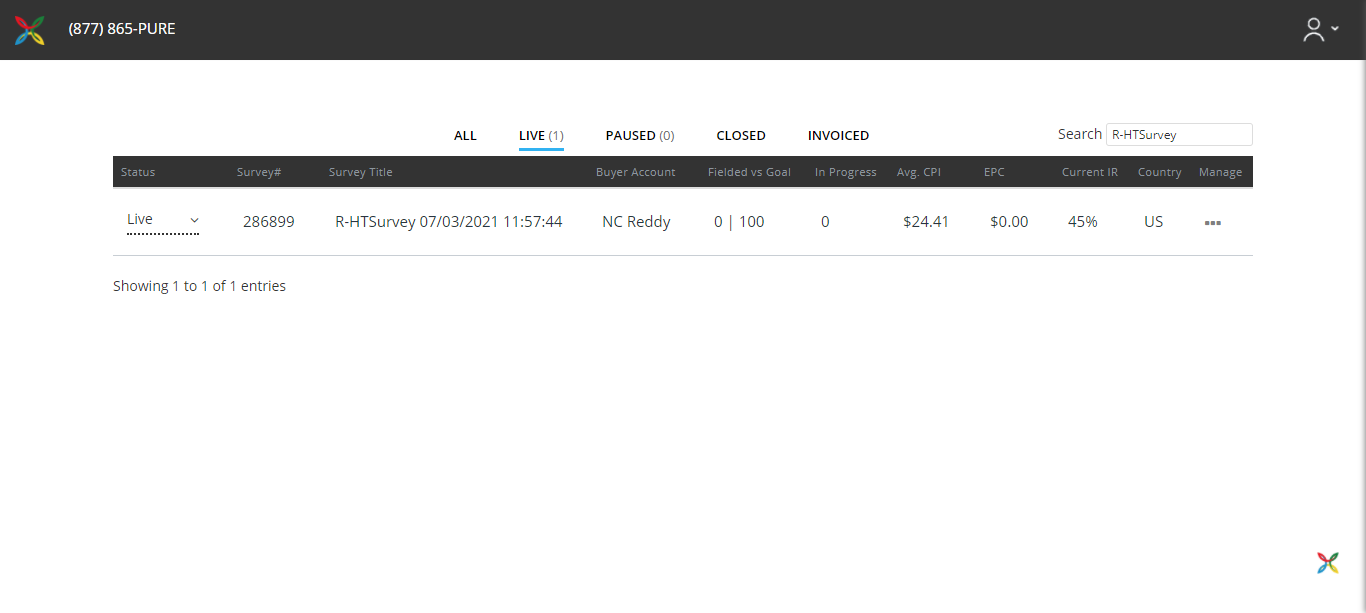 (877) 865-PURE
ALL LIVE (1) PAUSED (0) CLOSED INVOICED Search R-HTSurvey
Status Survey# Survey Title Buyer Account Fielded vs Goal In Progress Avg. CPI EPC Current IR Country Manage
Live 286899 R-HTSurvey 07/03/2021 11:57:44 NC Reddy 0 | 100 0 $24.41 $0.00 45% US
Showing 1 to 1 of 1 entries